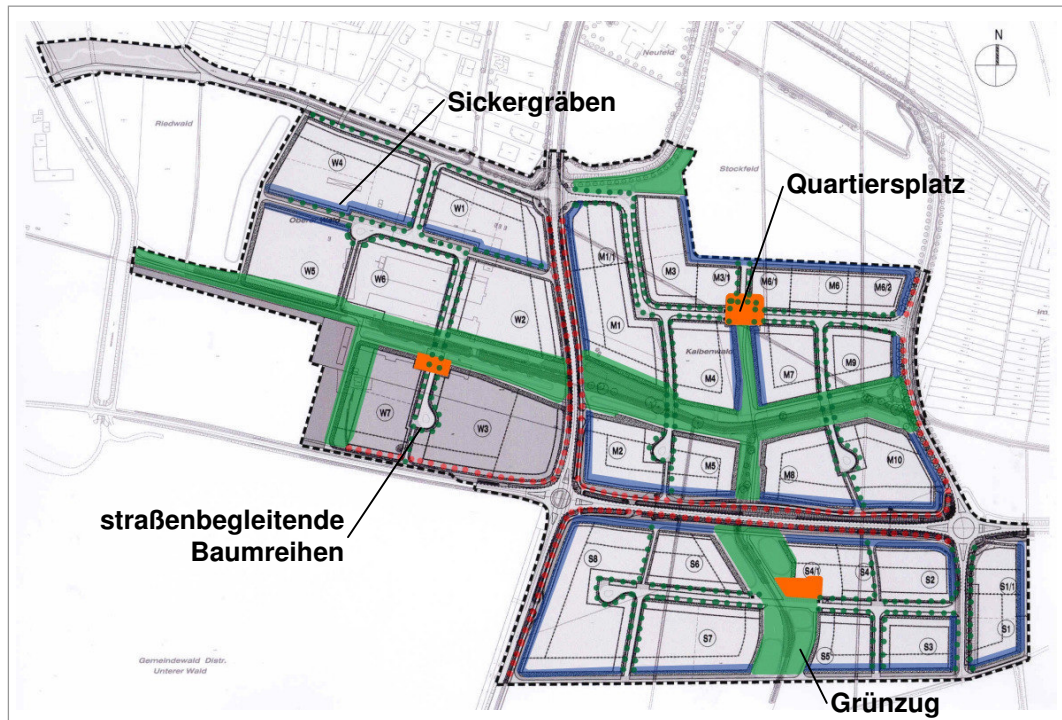 N
Neufeld
Sickergräben
Riedwald
Stockfeld
Quartiersplatz
W4
W1
Oberer Wald
W5
W6
W2
M1/1
M3
M3/1
M6/1
M6
M6/2
M1
Kalbenwald
M4
M7
M9
W7
W3
M2
M5
M8
M10
straßenbegleitende
Baumreihen
S8
S6
S4/1
S4
S2
S1/1
S7
S5
S3
S1
Gemeindewald Distr.
Unterer Wald
Grünzug